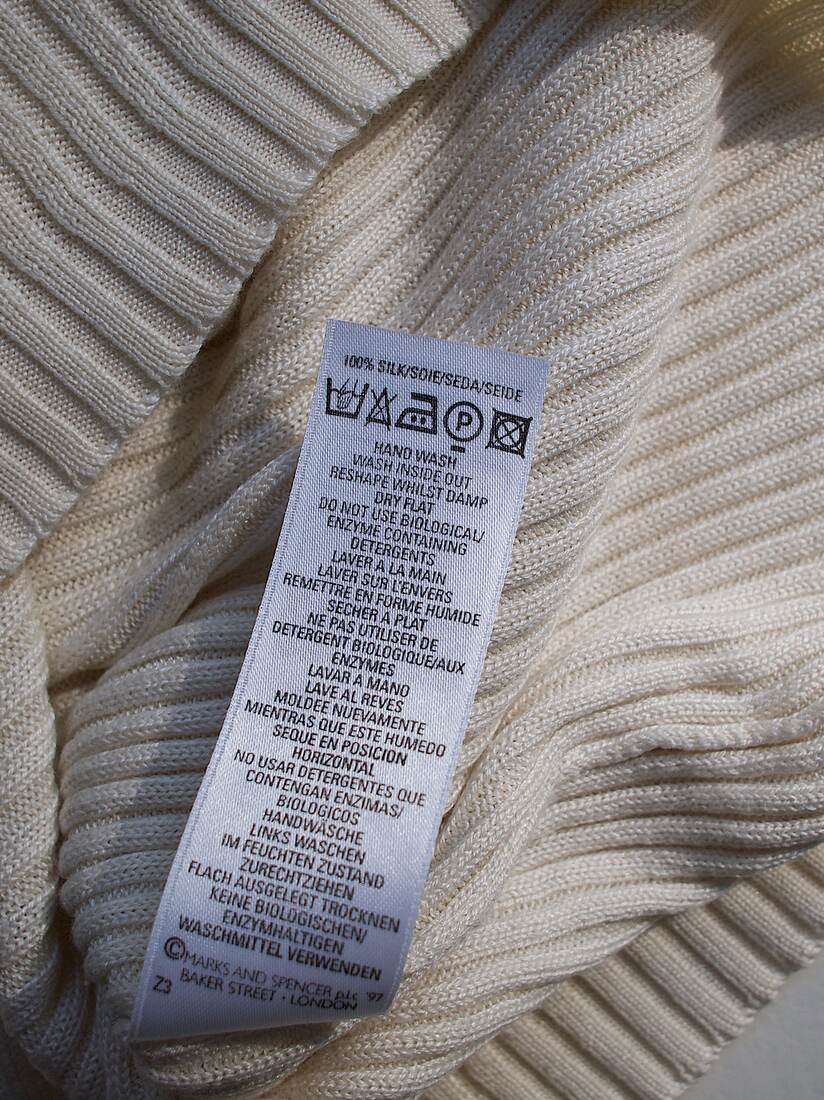 100% SILK/SOIE/SEDA/SEIDE
P
HAND WASH
WASH INSIDE OUT
RESHAPE WHILST DAMP
DRY FLAT
DO NOT USE BIOLOGICAL/
ENZYME CONTAINING
DETERGENTS
LAVER A LA MAIN
LAVER SUR L'ENVERS
REMETTRE EN FORME HUMIDE
SECHER A PLAT
NE PAS UTILISER DE
DETERGENT BIOLOGIQUE/AUX
ENZYMES
LAVAR A MANO
LAVE AL REVES
MOLDEE NUEVAMENTE
MIENTRAS QUE ESTE HUMEDO
SEQUE EN POSICION
HORIZONTAL
NO USAR DETERGENTES QUE
CONTENGAN ENZIMAS/
BIOLOGICOS
HANDWÄSCHE
LINKS WASCHEN
IM FEUCHTEN ZUSTAND
ZURECHTZIEHEN
FLACH AUSGELEGT TROCKNEN
KEINE BIOLOGISCHEN/
ENZYMHALTIGEN
WASCHMITTEL VERWENDEN
©MARKS AND SPENCER p.l.c. '97
BAKER STREET · LONDON
Z3